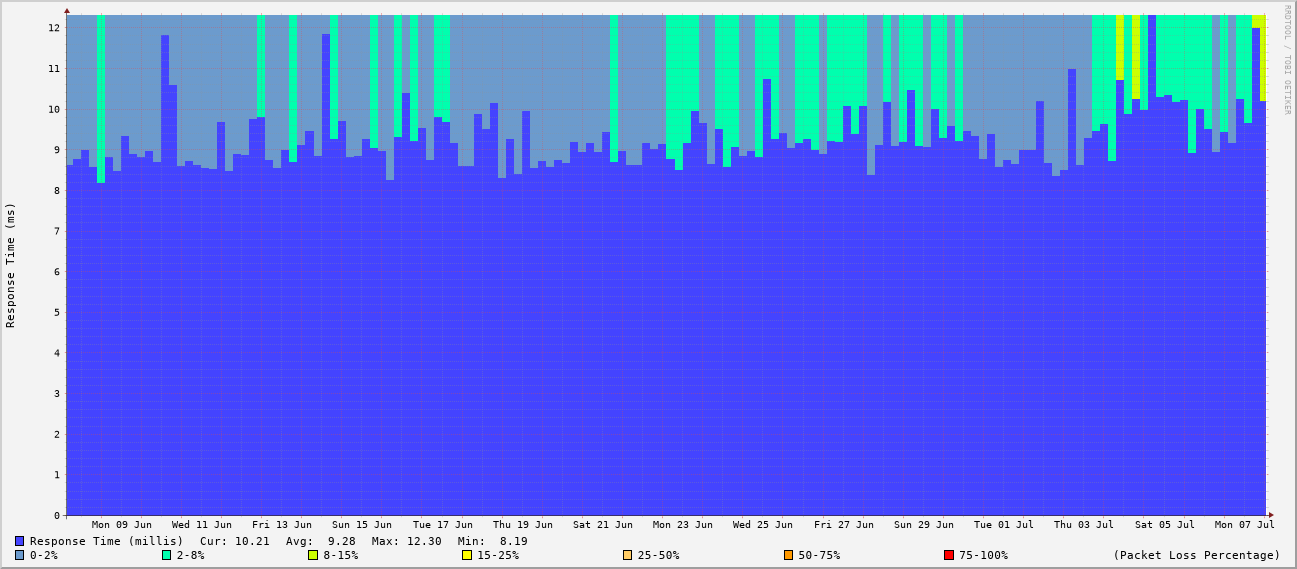 RRDTOOL / TOBI OETIKER
Response Time (ms)
12
11
10
9
8
7
6
5
4
3
2
1
0
Mon 09 Jun Wed 11 Jun Fri 13 Jun Sun 15 Jun Tue 17 Jun Thu 19 Jun Sat 21 Jun Mon 23 Jun Wed 25 Jun Fri 27 Jun Sun 29 Jun Tue 01 Jul Thu 03 Jul Sat 05 Jul Mon 07 Jul
Response Time (millis) Cur: 10.21 Avg: 9.28 Max: 12.30 Min: 8.19
0-2% 2-8% 8-15% 15-25% 25-50% 50-75% 75-100% (Packet Loss Percentage)